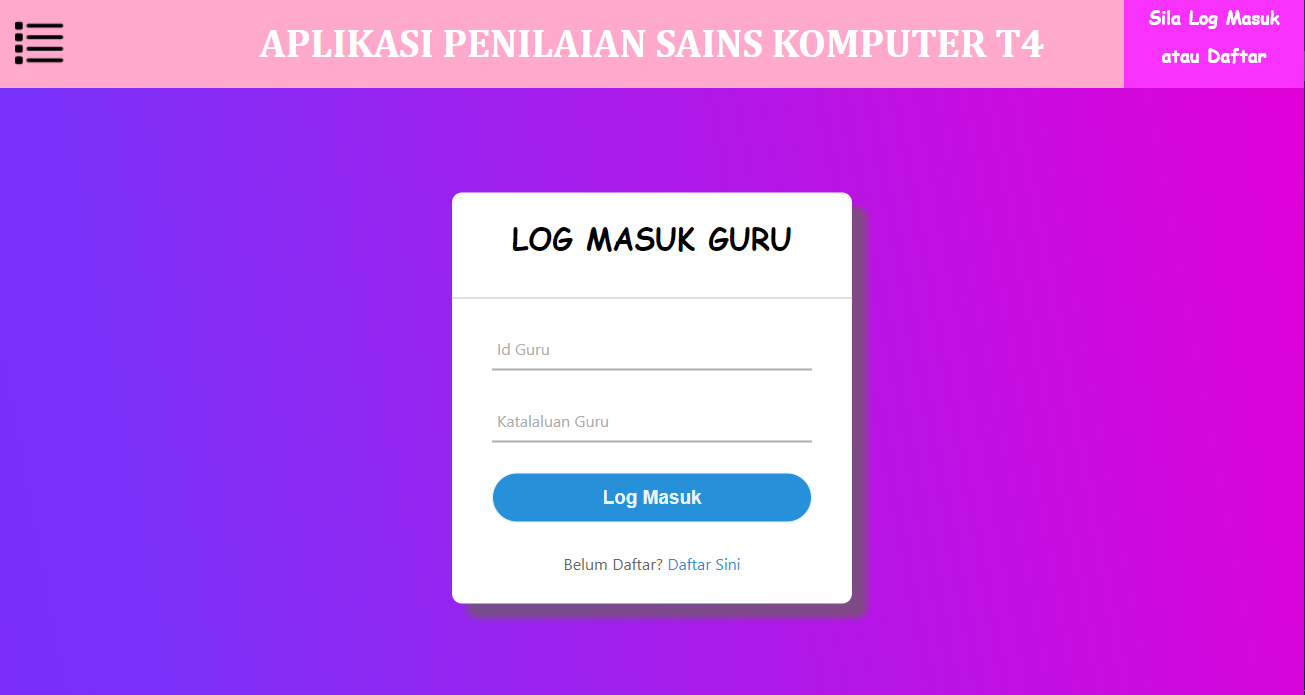 APLIKASI PENILAIAN SAINS KOMPUTER T4
Sila Log Masuk
atau Daftar
LOG MASUK GURU
Id Guru
Katalaluan Guru
Log Masuk
Belum Daftar? Daftar Sini